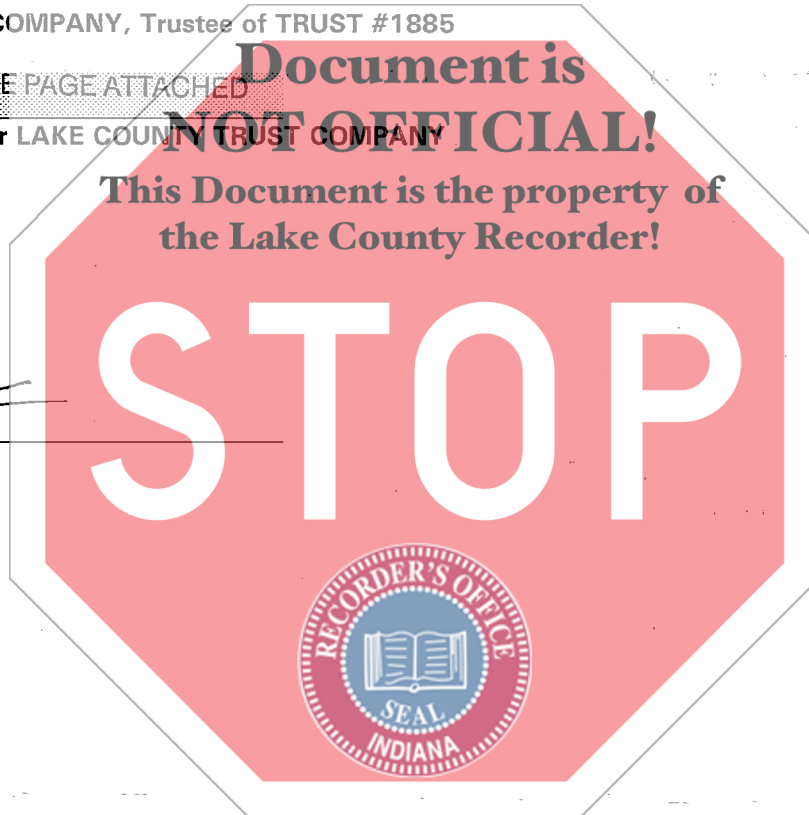 COMPANY, Trustee of TRUST #1885
Document is
E PAGE ATTACHED
NOT OFFICIAL!
r LAKE COUNTY TRUST COMPANY
This Document is the property of
the Lake County Recorder!
STOP
RECORDER'S OFFICE
SEAL
INDIANA